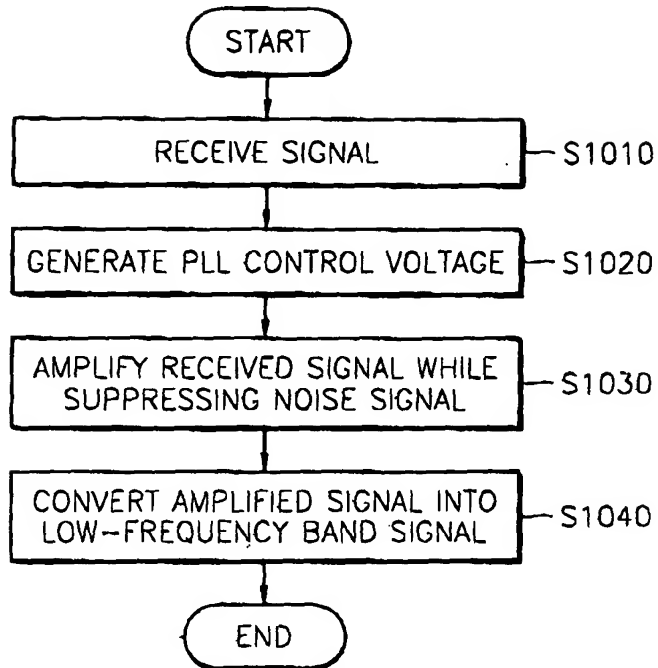 START
RECEIVE SIGNAL
S1010
GENERATE PLL CONTROL VOLTAGE
S1020
AMPLIFY RECEIVED SIGNAL WHILE
SUPPRESSING NOISE SIGNAL
S1030
CONVERT AMPLIFIED SIGNAL INTO
LOW-FREQUENCY BAND SIGNAL
S1040
END